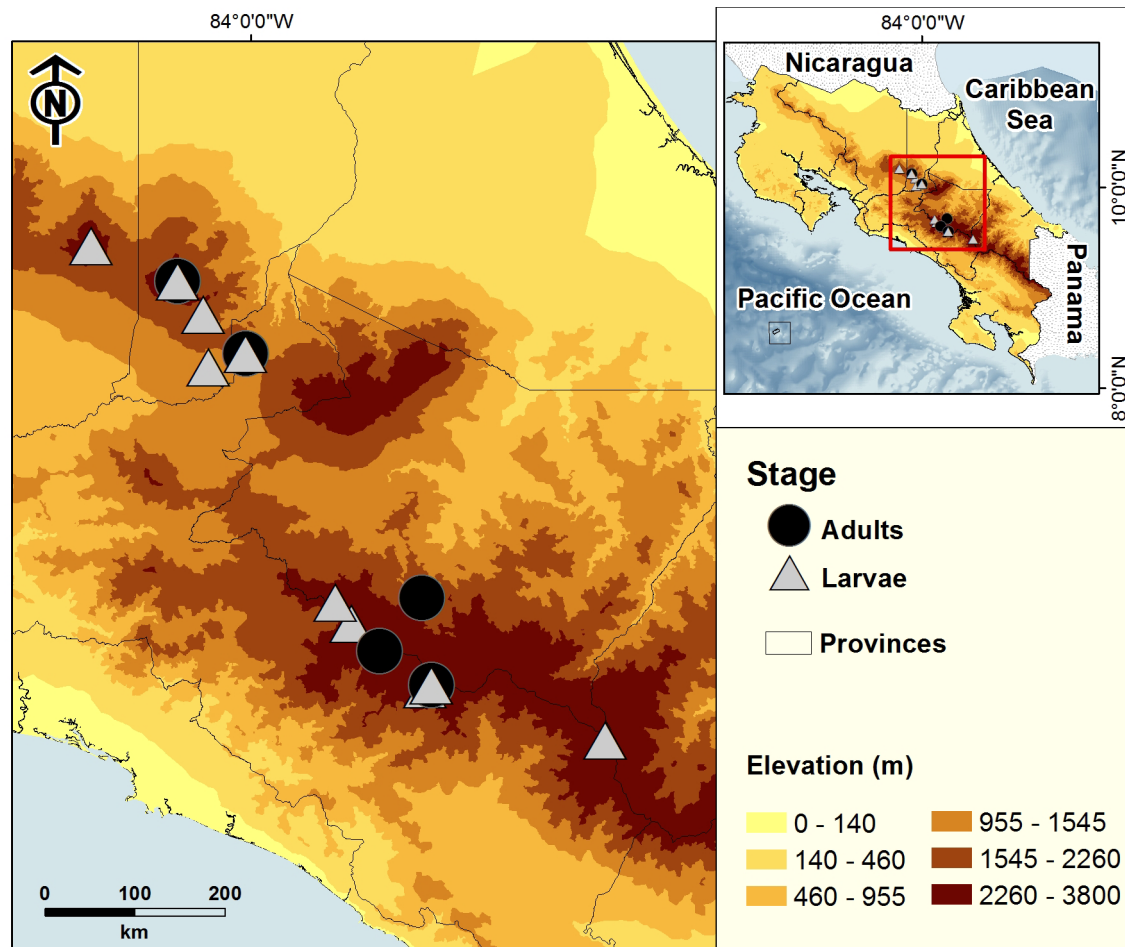 84°0'0"W
N
0 100 200
km
84°0'0"W
Nicaragua
Caribbean
Sea
Pacific Ocean
Panama
10°0'0"N
8°0'0"N
Stage
Adults
Larvae
Provinces
Elevation (m)
0 - 140
140 - 460
460 - 955
955 - 1545
1545 - 2260
2260 - 3800